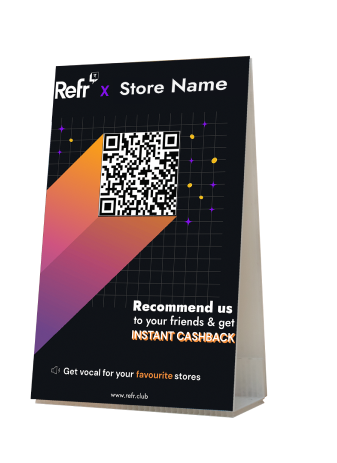 Refr x Store Name
Recommend us
to your friends & get
INSTANT CASHBACK
Get vocal for your favourite stores
www.refr.club